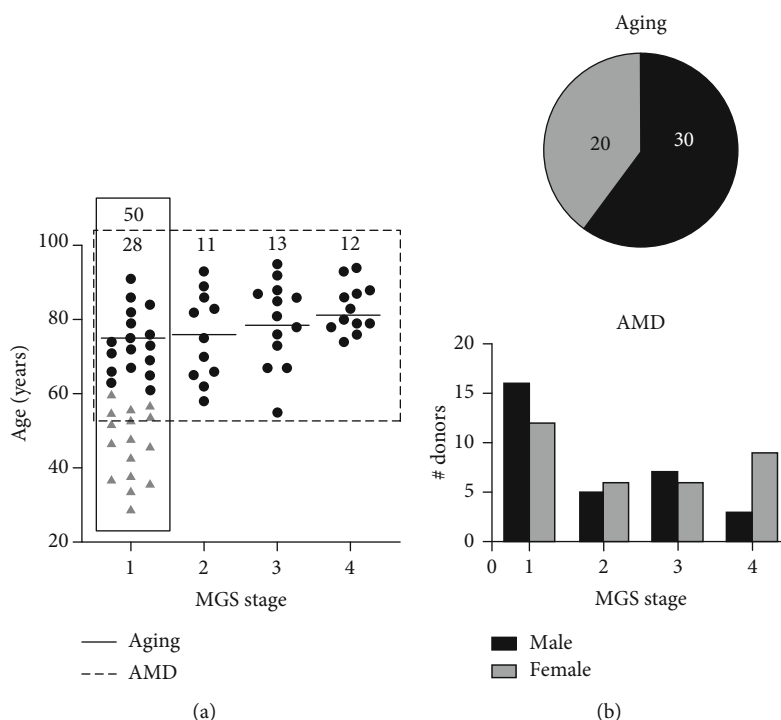 50
28
11
13
12
100
80
60
40
20
Age (years)
1
2
3
4
MGS stage
Aging
AMD
(a)
Aging
20
30
AMD
20
15
10
5
0
# donors
0
1
2
3
4
MGS stage
Male
Female
(b)